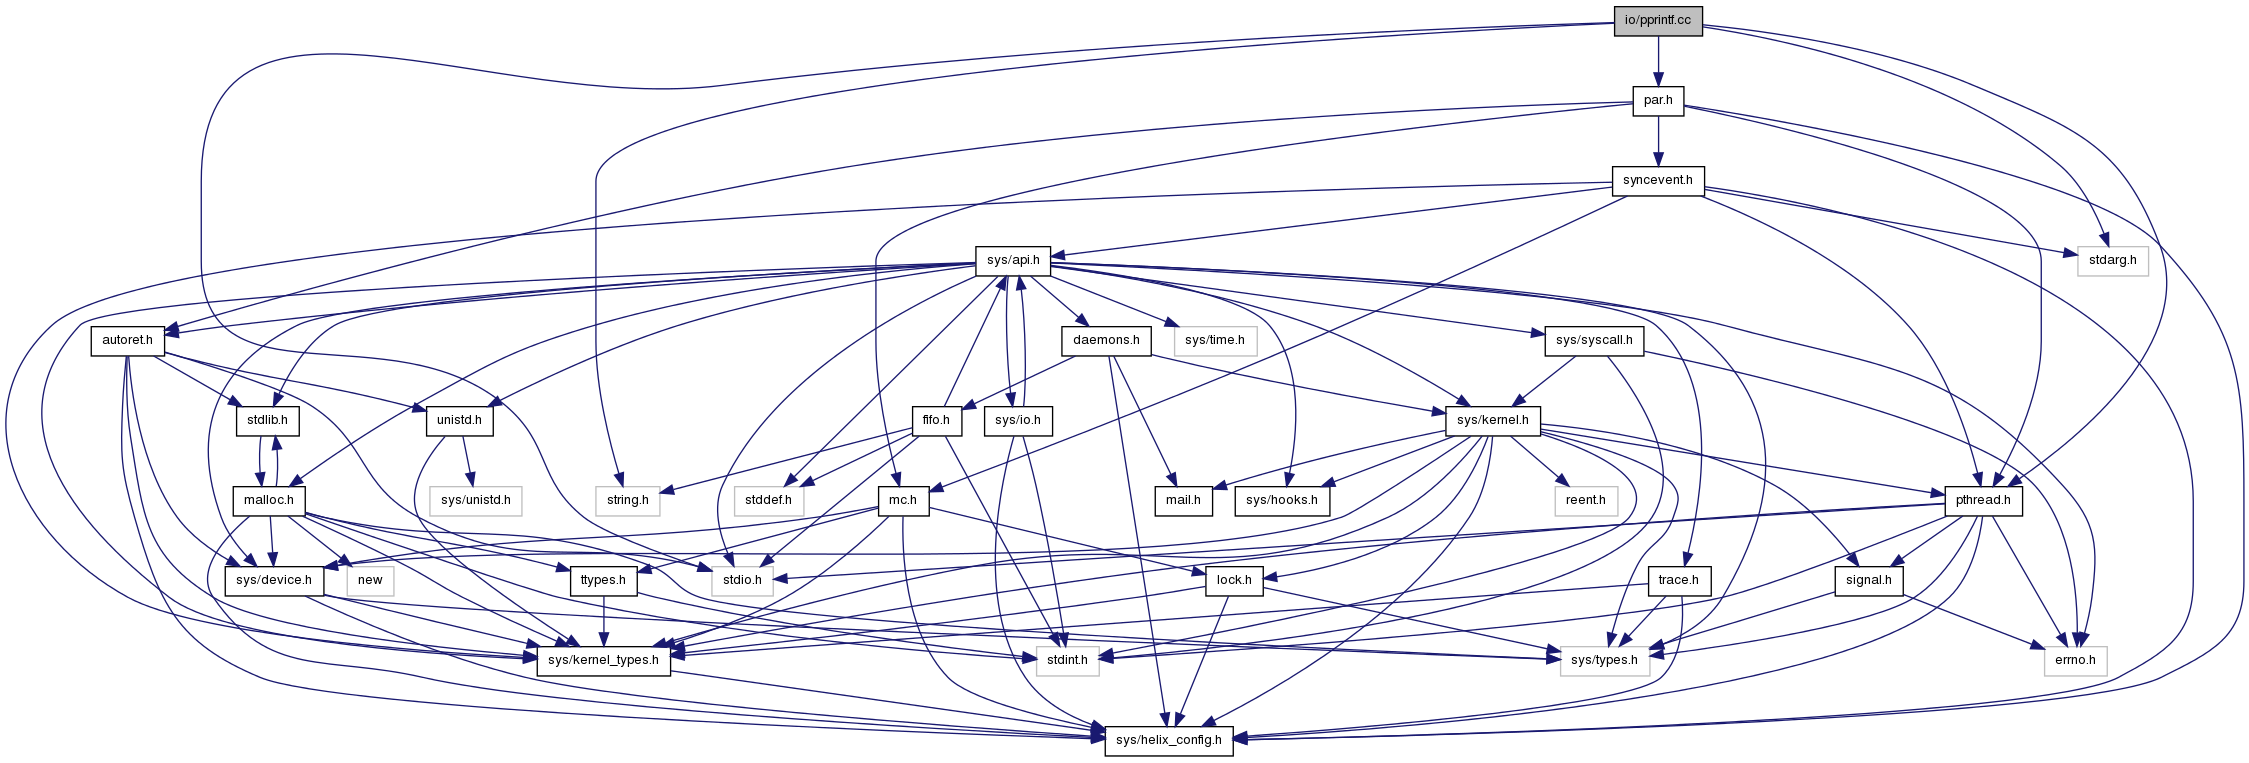 io/pprintf.cc
par.h
syncevent.h
sys/api.h
stdarg.h
autoret.h
daemons.h
sys/time.h
sys/syscall.h
stdlib.h
unistd.h
fifo.h
sys/io.h
sys/kernel.h
malloc.h
sys/unistd.h
string.h
stddef.h
mc.h
mail.h
sys/hooks.h
reent.h
pthread.h
sys/device.h
new
ttypes.h
stdio.h
lock.h
trace.h
signal.h
sys/kernel_types.h
stdint.h
sys/types.h
errno.h
sys/helix_config.h